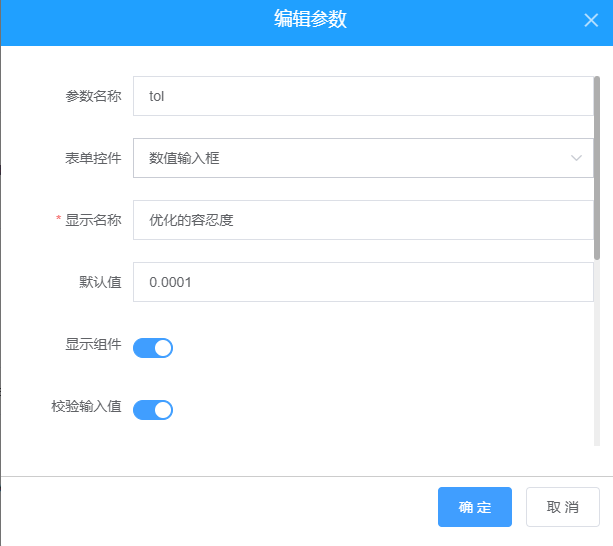 编辑参数
参数名称 tol
表单控件 数值输入框
* 显示名称 优化的容忍度
默认值 0.0001
显示组件
校验输入值
确 定 取 消